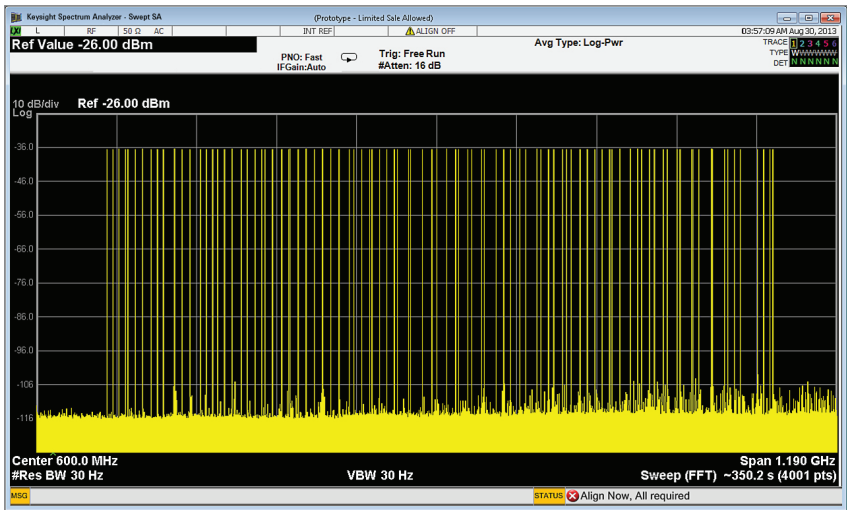 Keysight Spectrum Analyzer - Swept SA (Prototype - Limited Sale Allowed)
LXI L RF 50 Ω AC INT REF ALIGN OFF 03:57:09 AM Aug 30, 2013
Ref Value -26.00 dBm
Avg Type: Log-Pwr
TRACE 1 2 3 4 5 6
TYPE WWWWWW
DET N N N N N N
PNO: Fast
IFGain:Auto
Trig: Free Run
#Atten: 16 dB
10 dB/div Ref -26.00 dBm
Log
-36.0
-46.0
-56.0
-66.0
-76.0
-86.0
-96.0
-106
-116
Center 600.0 MHz
Span 1.190 GHz
#Res BW 30 Hz
VBW 30 Hz
Sweep (FFT) ~350.2 s (4001 pts)
MSG
STATUS Align Now, All required